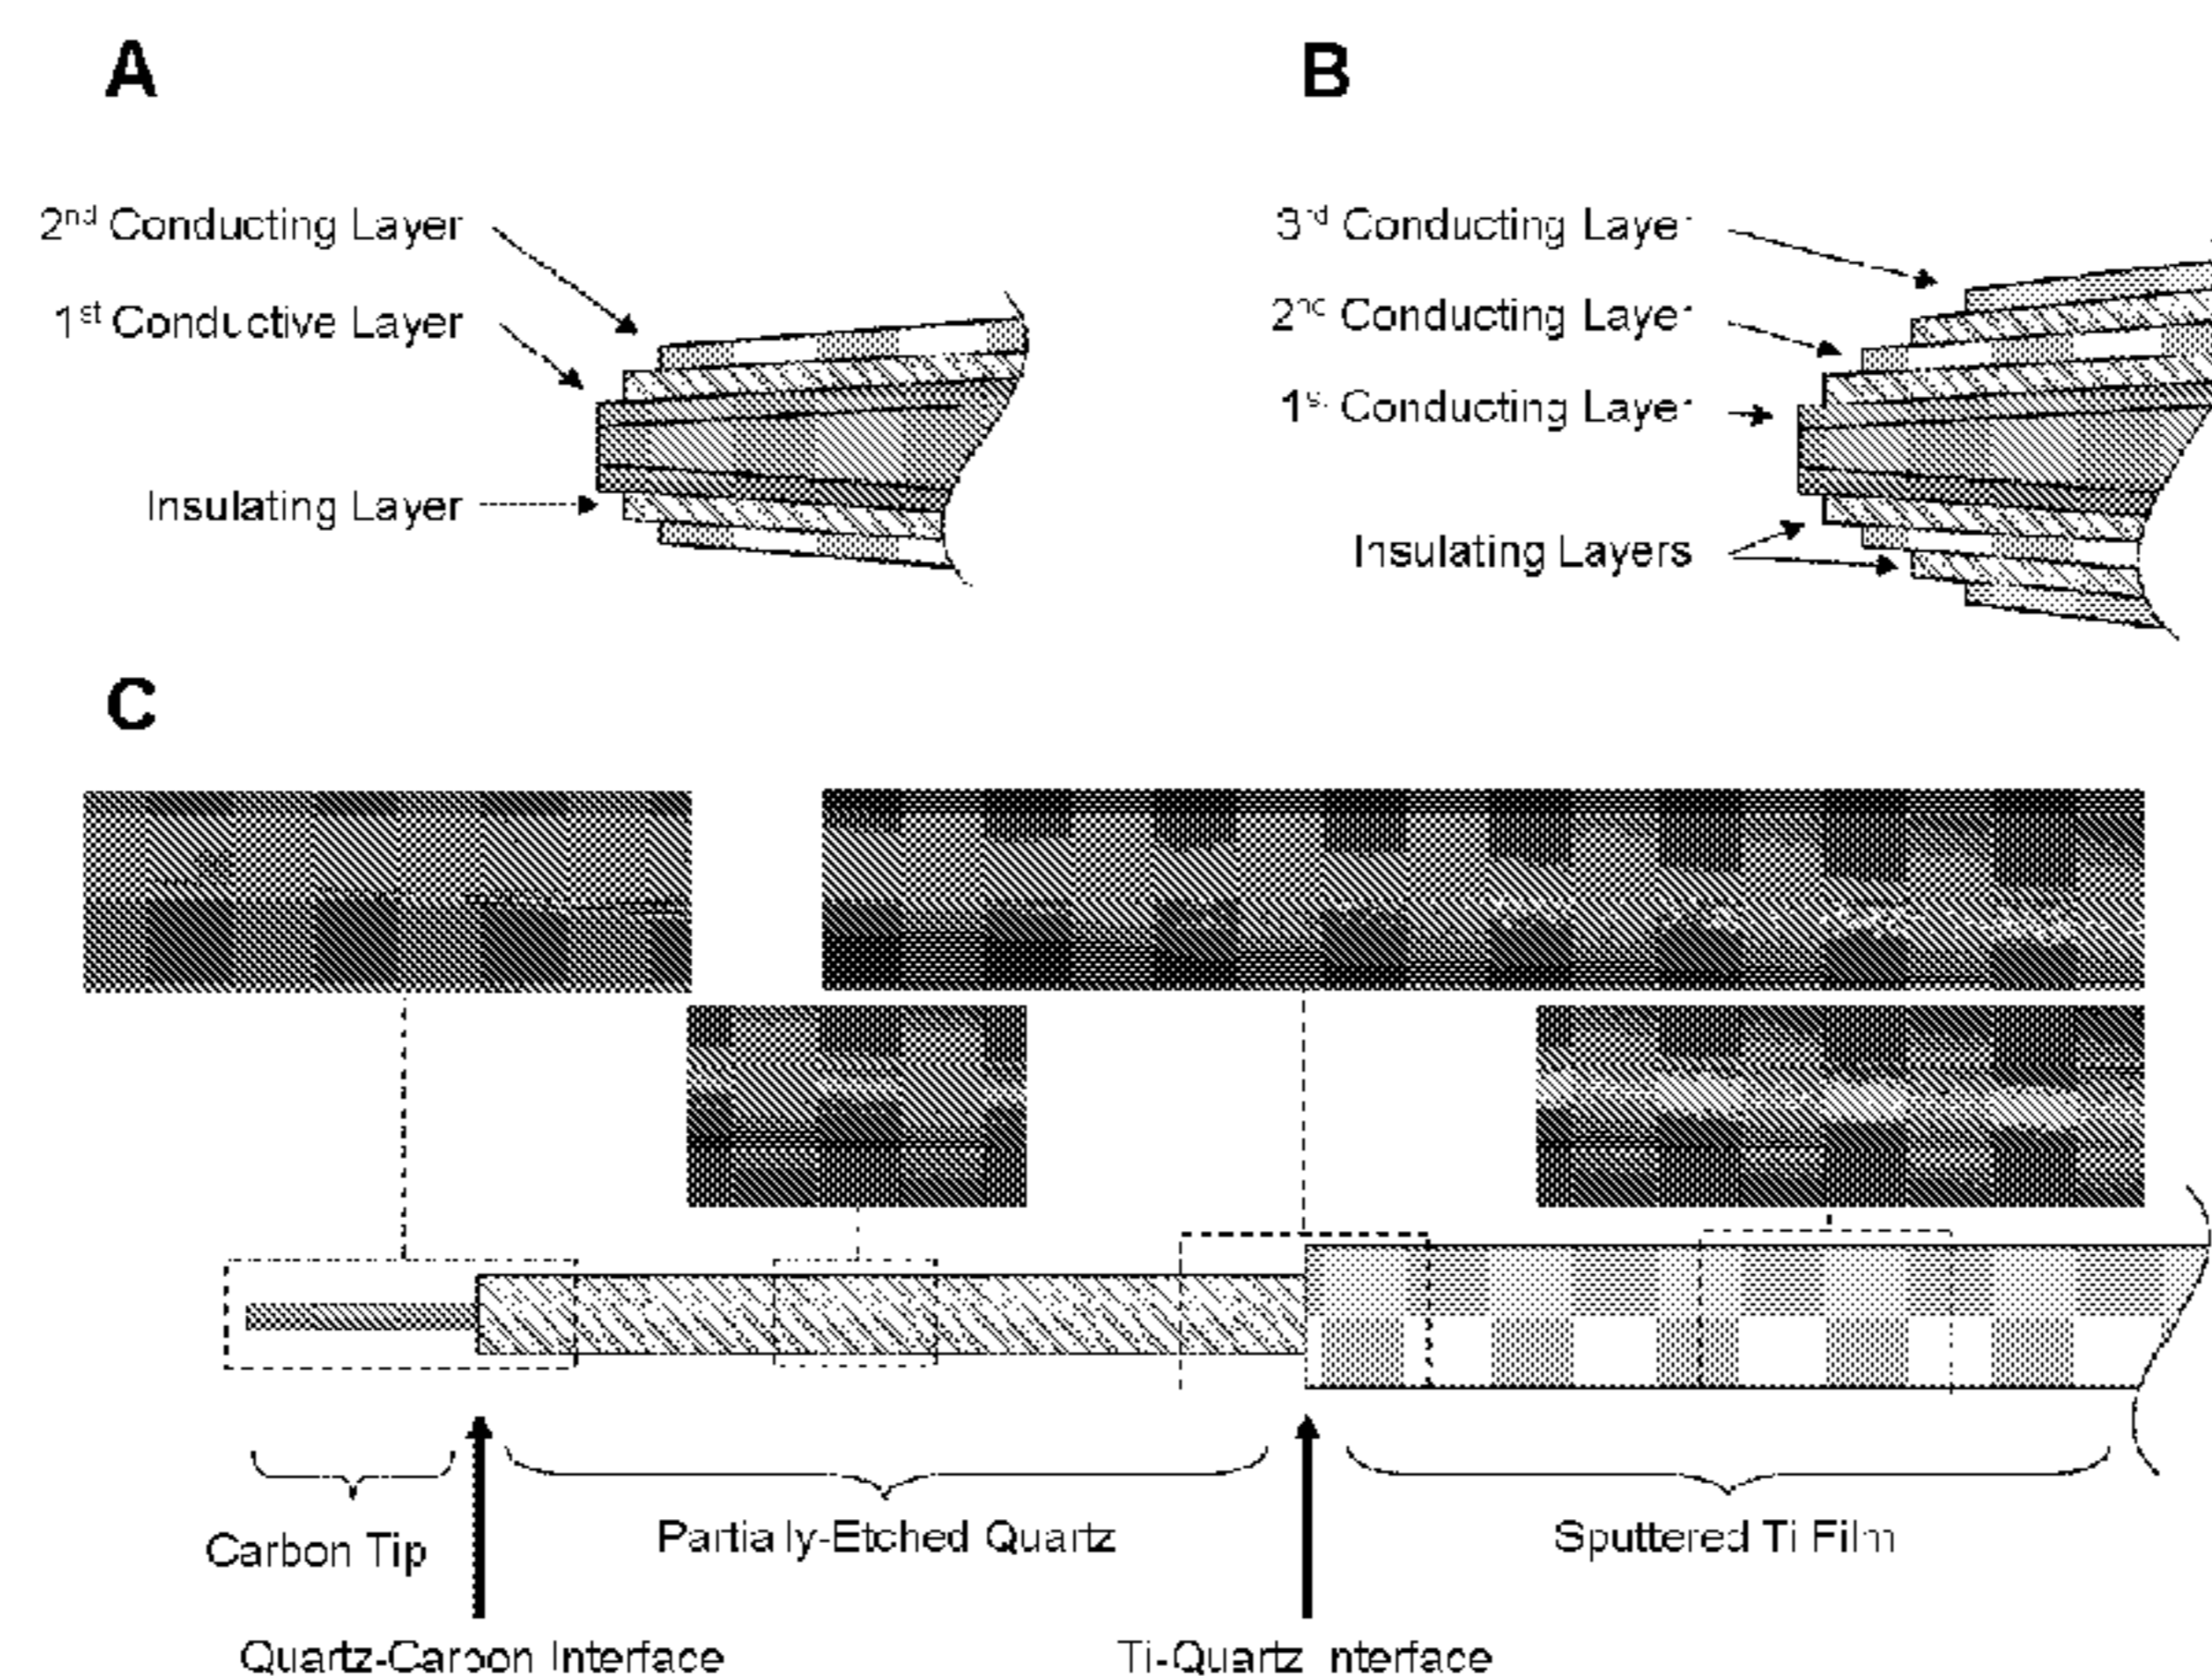 A
B
2nd Conducting Layer
1st Conductive Layer
Insulating Layer
3rd Conducting Layer
2nd Conducting Layer
1st Conducting Layer
Insulating Layers
C
Carbon Tip
Partially-Etched Quartz
Sputtered Ti Film
Quartz-Carbon Interface
Ti-Quartz Interface